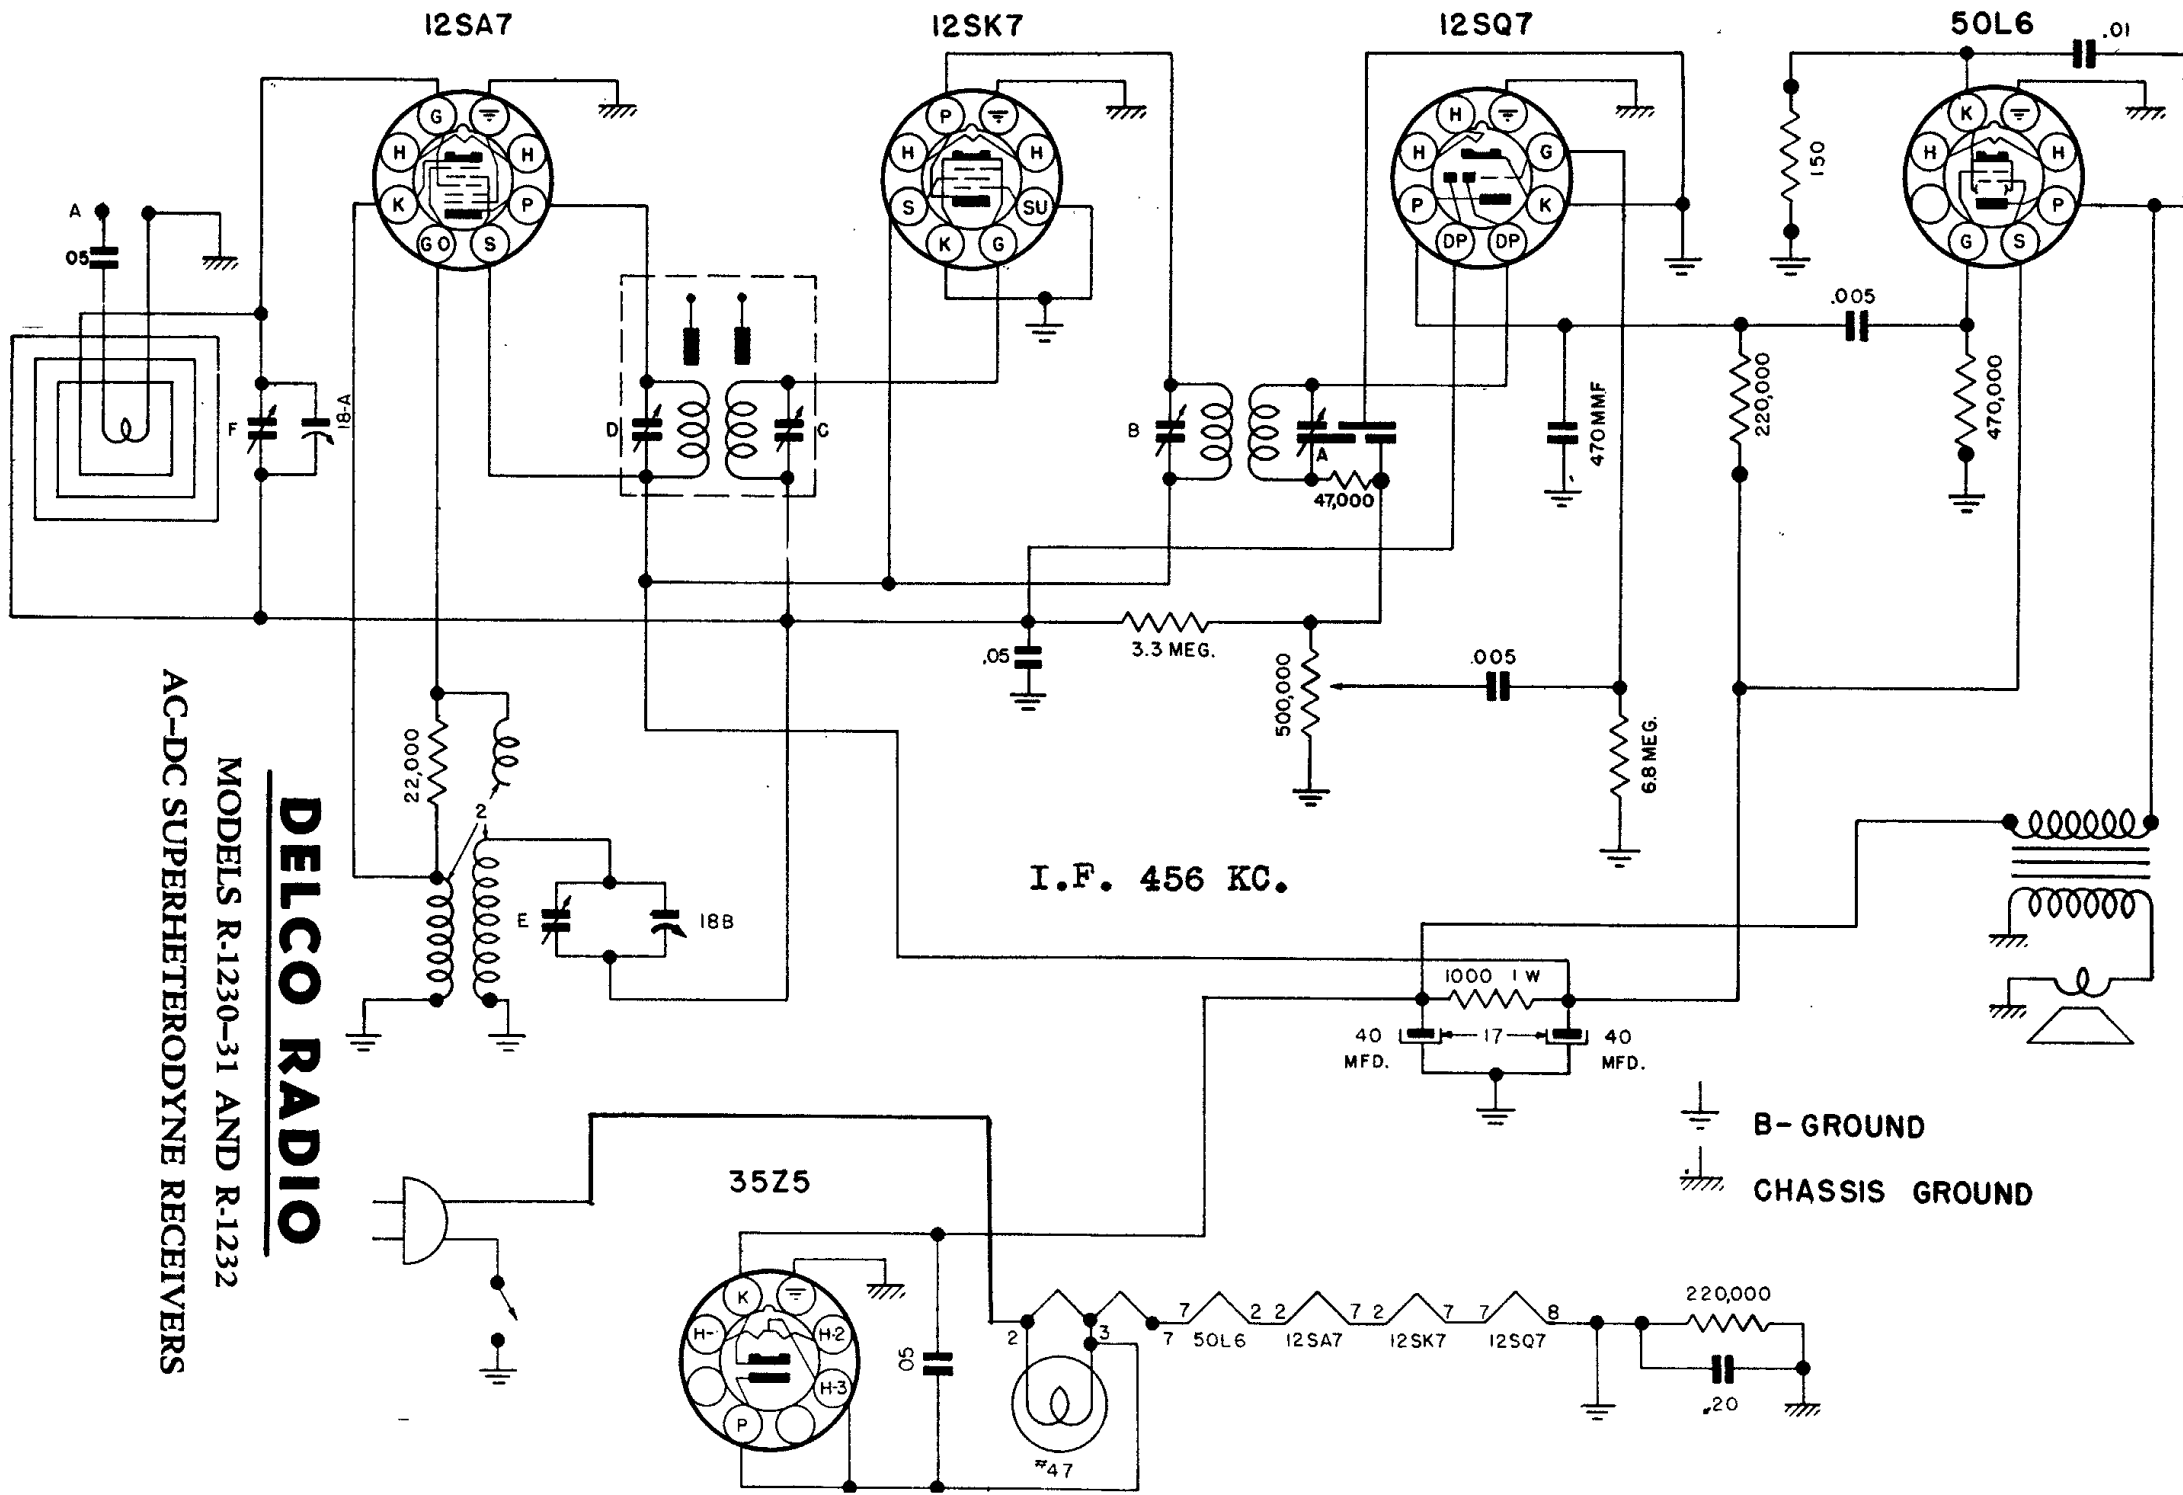 12SA7
12SK7
12SQ7
50L6
.01
G
H
H
K
P
GO
S
P
H
H
S
SU
K
G
H
H
G
P
K
DP
DP
K
H
H
P
G
S
150
A
05
F
18-A
D
C
B
A
47,000
470 MMF
220,000
.005
470,000
.05
3.3 MEG.
500,000
.005
6.8 MEG.
22,000
2
E
18B
I.F. 456 KC.
1000 1 W
40
MFD.
17
40
MFD.
B- GROUND
CHASSIS GROUND
DELCO RADIO
MODELS R-1230-31 AND R-1232
AC-DC SUPERHETERODYNE RECEIVERS
35Z5
K
H-
H-2
H-3
P
05
2
3
7
7
50L6
2
2
12SA7
7
2
12SK7
7
7
12SQ7
8
220,000
.20
#47